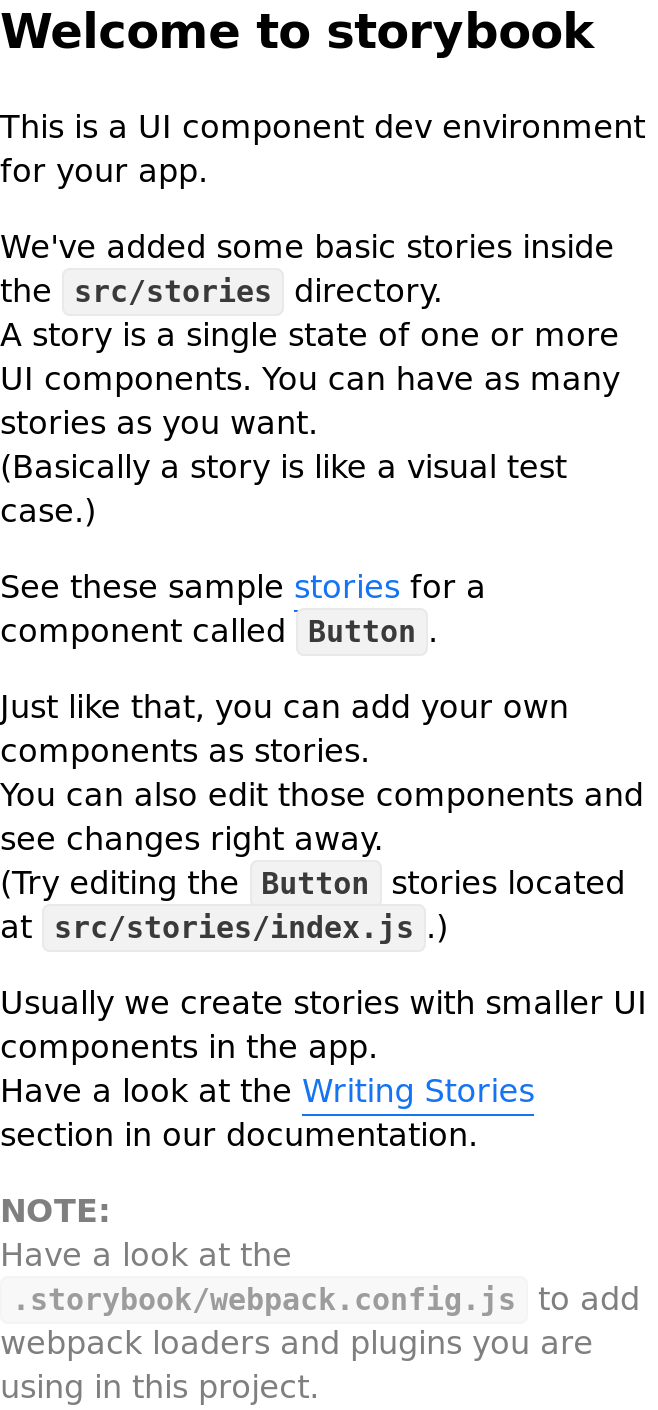 Welcome to storybook
This is a UI component dev environment
for your app.
We've added some basic stories inside
the src/stories directory.
A story is a single state of one or more
UI components. You can have as many
stories as you want.
(Basically a story is like a visual test
case.)
See these sample stories for a
component called Button.
Just like that, you can add your own
components as stories.
You can also edit those components and
see changes right away.
(Try editing the Button stories located
at src/stories/index.js.)
Usually we create stories with smaller UI
components in the app.
Have a look at the Writing Stories
section in our documentation.
NOTE:
Have a look at the
.storybook/webpack.config.js to add
webpack loaders and plugins you are
using in this project.